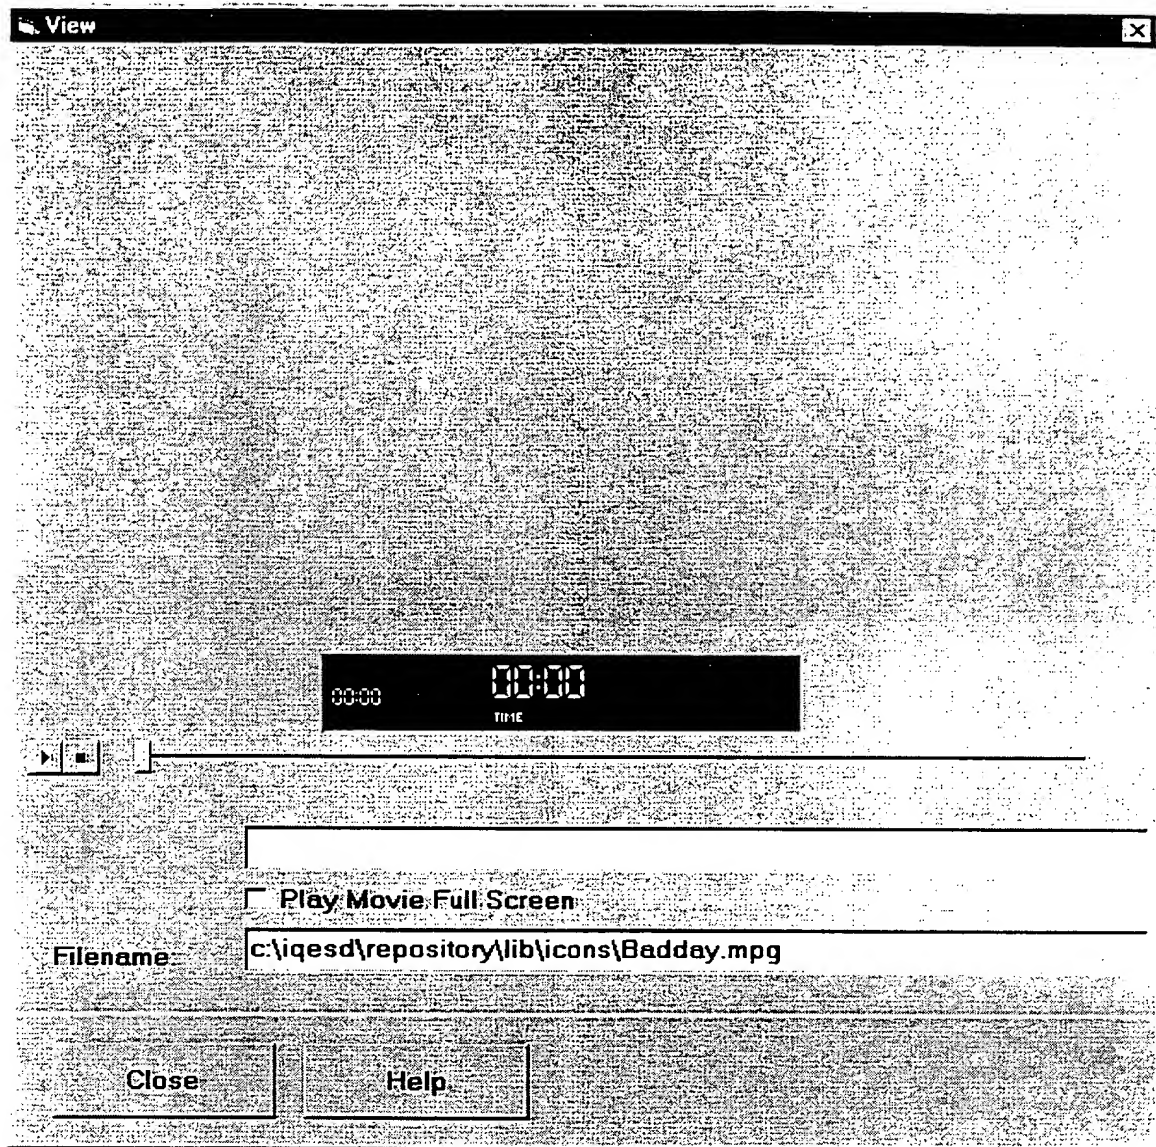 View
00:00
00:00
TIME
Play Movie Full Screen
Filename:
c:\iqesd\repository\lib\icons\Badday.mpg
Close
Help